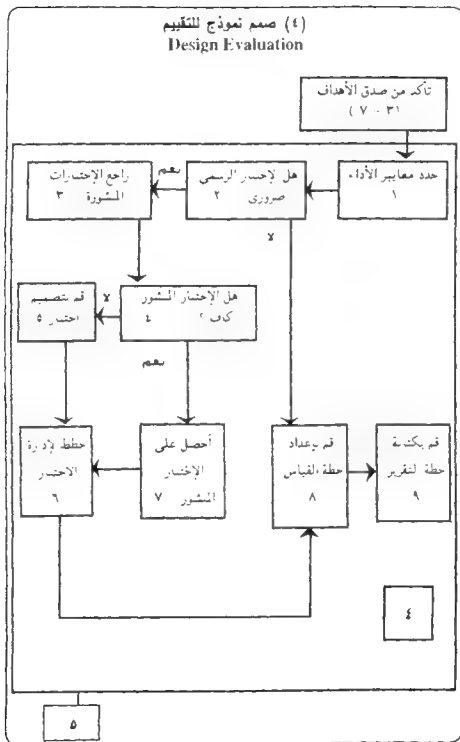 (٤) صمم نموذج للتقييم
Design Evaluation
تأكد من صدق الأهداف
(٣ - ٧)
حدد معايير الأداء
١
هل الإختبار الرسمى
ضرورى ٢
نعم
راجع الإختبارات
المنشورة ٣
لا
هل الإختبار المنشور
كاف ؟ ٤
لا
قم بتصميم
اختبار ٥
نعم
خطط لإدارة
الاختبار
٦
أحصل على
الإختبار
المنشور ٧
قم بإعداد
خطة القياس
٨
قم بكتابة
خطة التقرير
٩
٤
٥